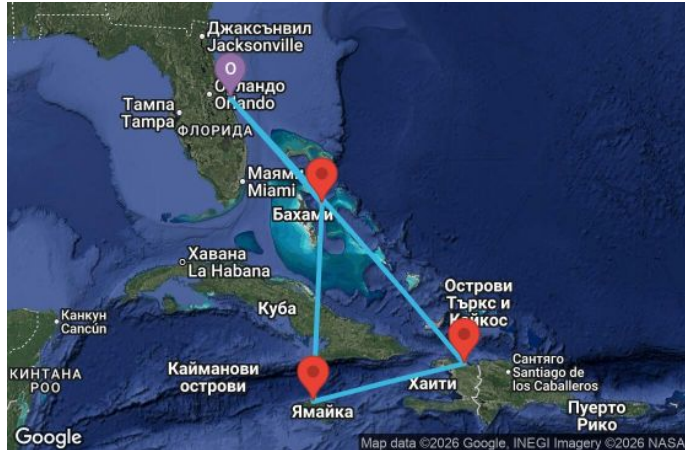 Джаксънвил
Jacksonville
O
Орландо
Orlando
Тампа
Tampa
ФЛОРИДА
Маями
Miami
Бахами
Хавана
La Habana
Куба
Острови
Търкс и
Кайкос
Канкун
Cancún
КИНТАНА
РОО
Кайманови
острови
Ямайка
Хаити
Сантяго
Santiago de
los Caballeros
Пуерто
Рико
Google
Map data ©2026 Google, INEGI Imagery ©2026 NASA